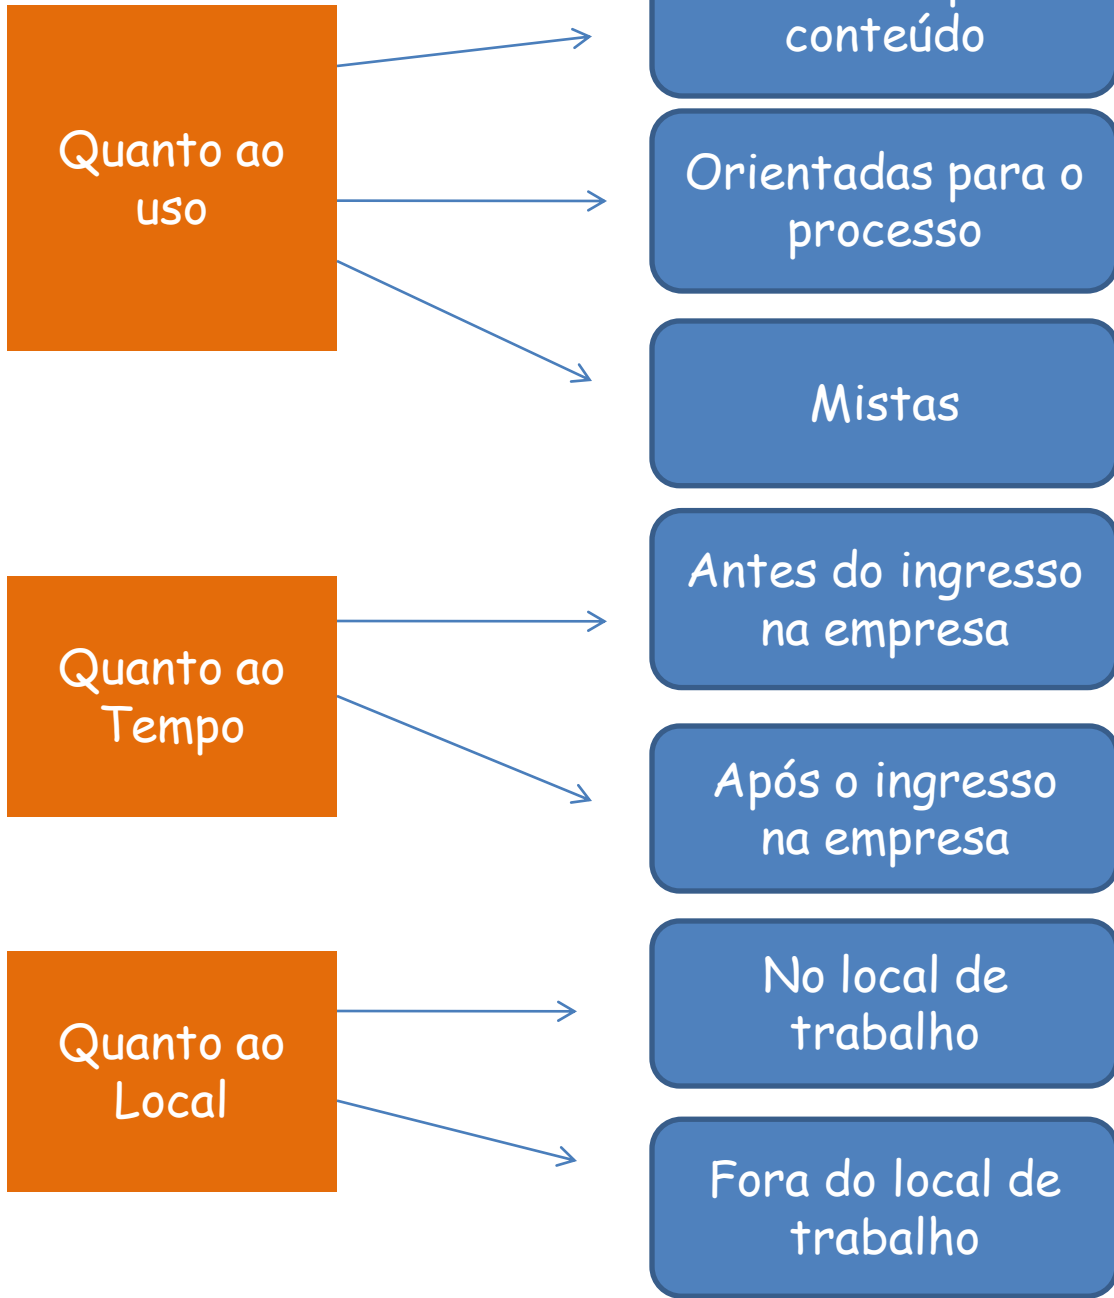 conteúdo
Quanto ao
uso
Orientadas para o
processo
Mistas
Antes do ingresso
na empresa
Quanto ao
Tempo
Após o ingresso
na empresa
No local de
trabalho
Quanto ao
Local
Fora do local de
trabalho